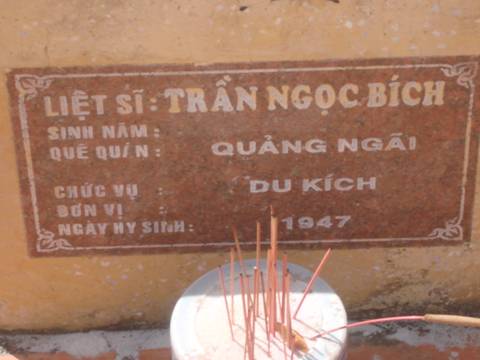 LIỆT SĨ: TRẦN NGỌC BÍCH
SINH NĂM:
QUÊ QUÁN: QUẢNG NGÃI
CHỨC VỤ : DU KÍCH
ĐƠN VỊ :
NGÀY HY SINH: 1947